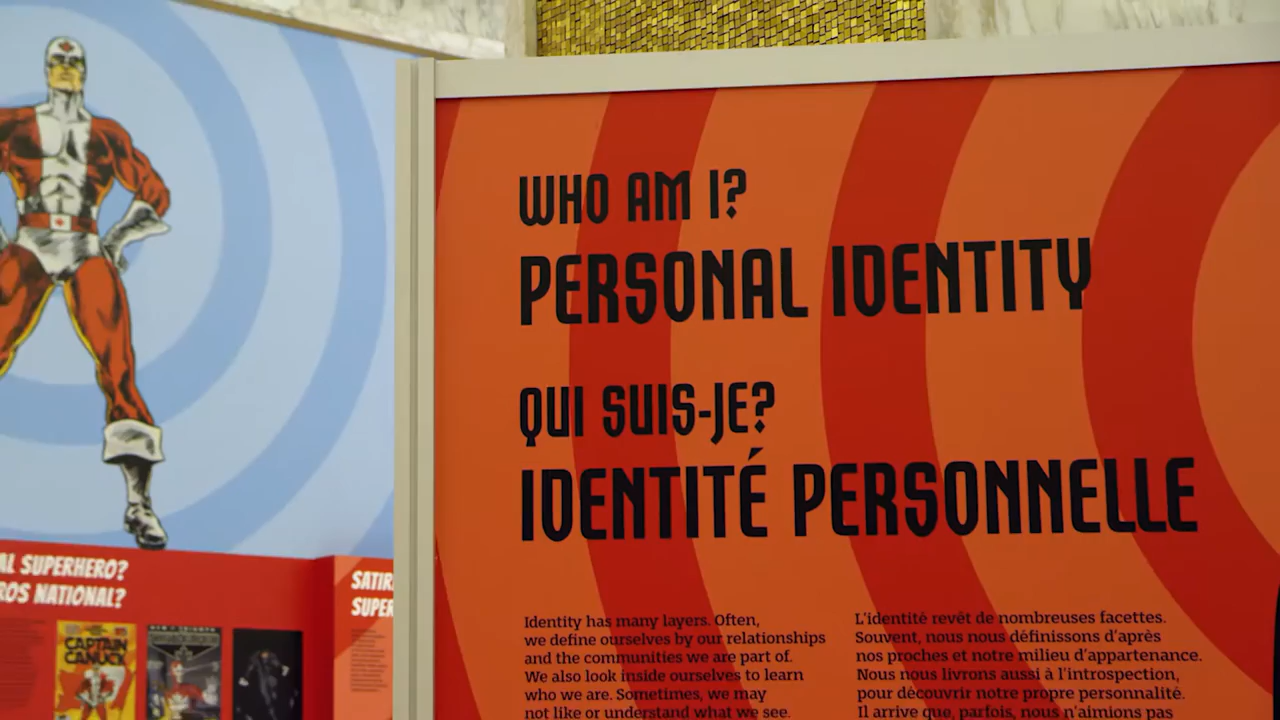 WHO AM I?
PERSONAL IDENTITY
QUI SUIS-JE?
IDENTITÉ PERSONNELLE
Identity has many layers. Often,
we define ourselves by our relationships
and the communities we are part of.
We also look inside ourselves to learn
who we are. Sometimes, we may
not like or understand what we see.
L'identité revêt de nombreuses facettes.
Souvent, nous nous définissons d'après
nos proches et notre milieu d'appartenance.
Nous nous livrons aussi à l'introspection,
pour découvrir notre propre personnalité.
Il arrive que, parfois, nous n'aimions pas
AL SUPERHERO?
ROS NATIONAL?
SATIR
SUPER
CAPTAIN
CANUCK